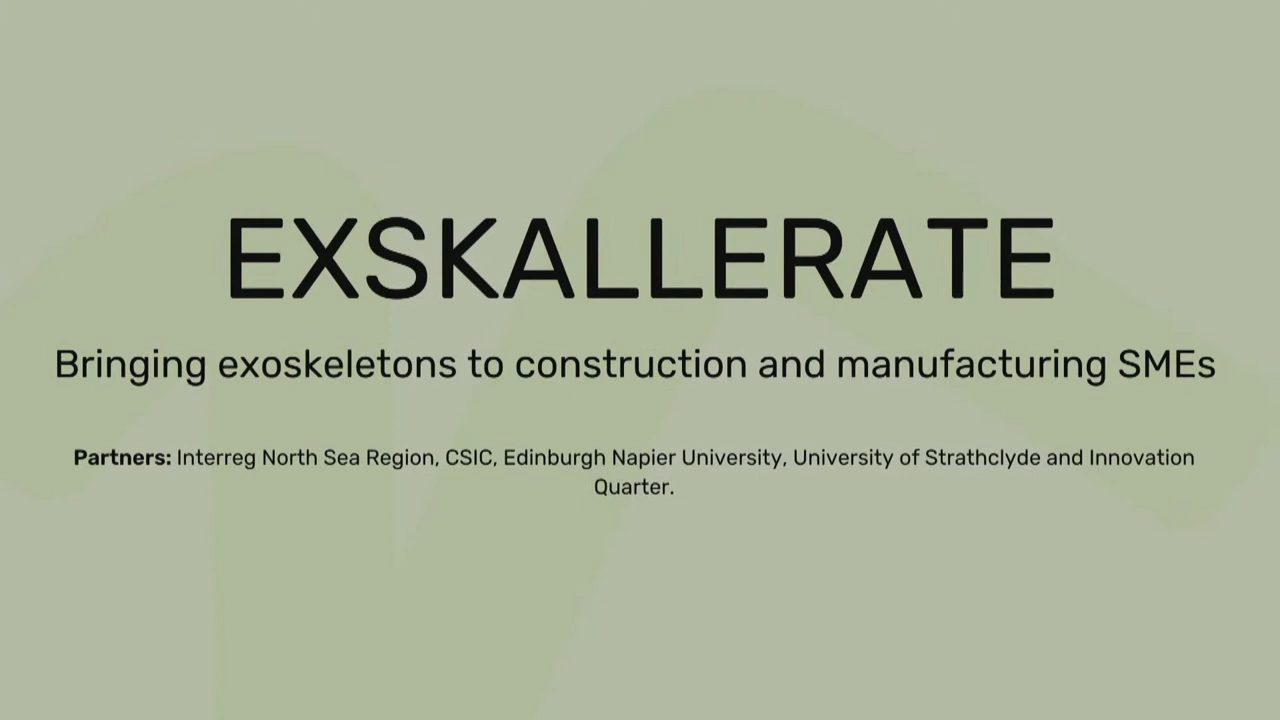 EXSKALLERATE
Bringing exoskeletons to construction and manufacturing SMEs
Partners: Interreg North Sea Region, CSIC, Edinburgh Napier University, University of Strathclyde and Innovation
Quarter.